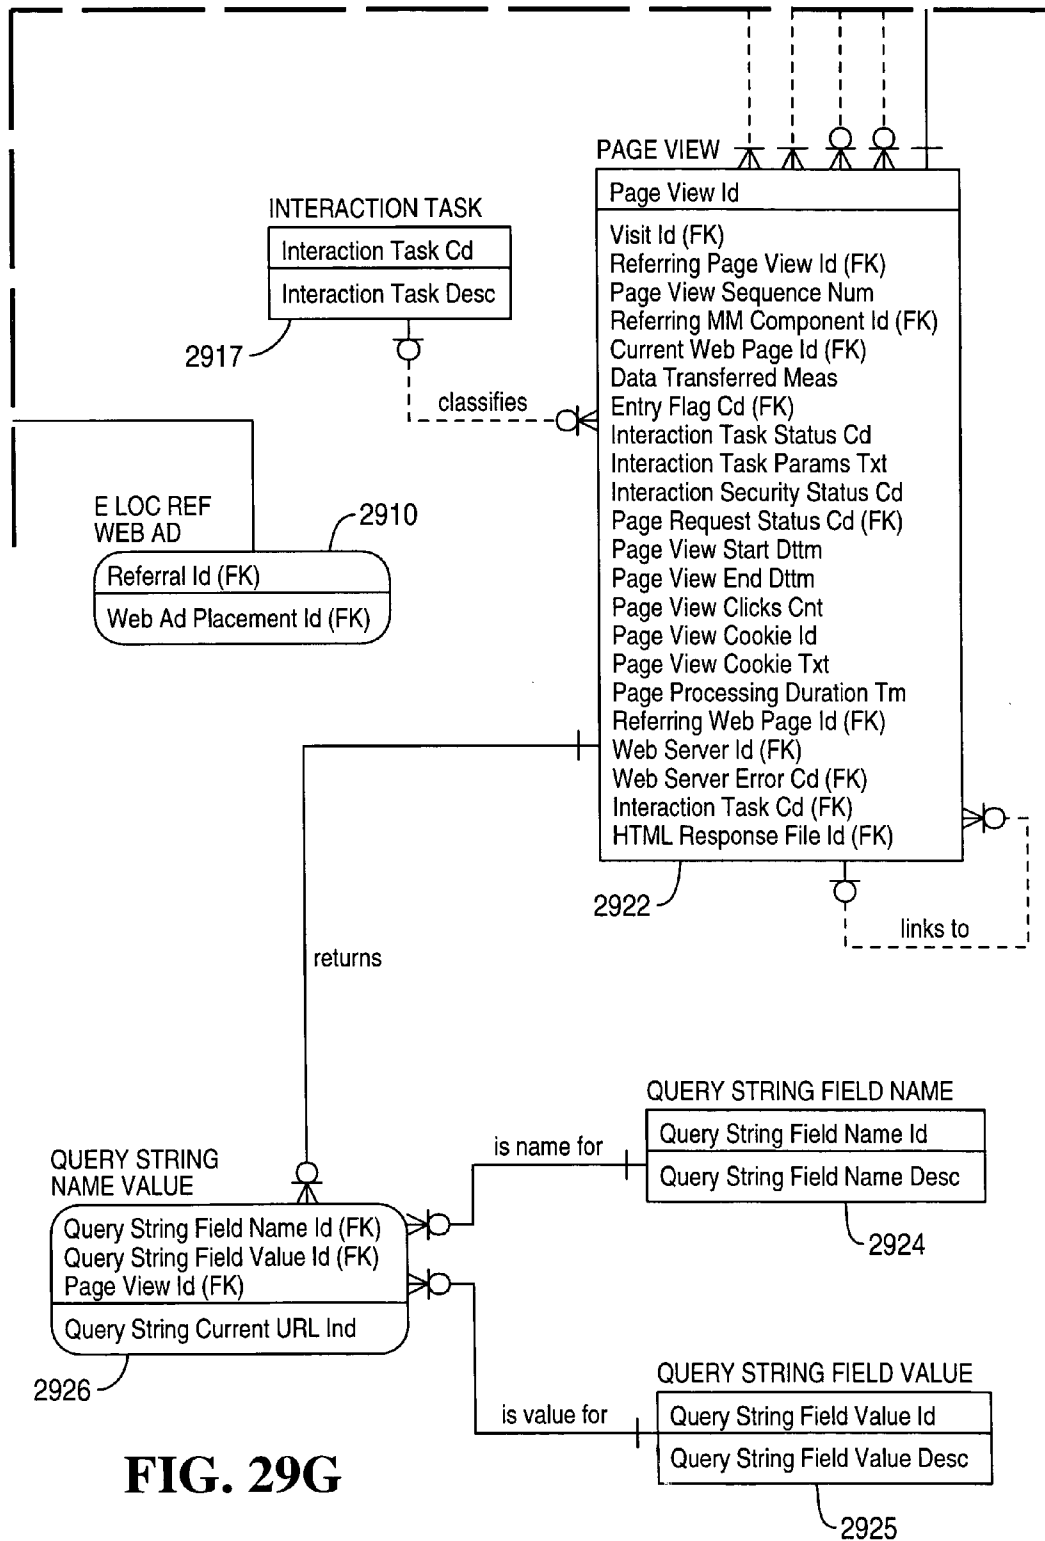 PAGE VIEW
Page View Id
Visit Id (FK)
Referring Page View Id (FK)
Page View Sequence Num
Referring MM Component Id (FK)
Current Web Page Id (FK)
Data Transferred Meas
Entry Flag Cd (FK)
Interaction Task Status Cd
Interaction Task Params Txt
Interaction Security Status Cd
Page Request Status Cd (FK)
Page View Start Dttm
Page View End Dttm
Page View Clicks Cnt
Page View Cookie Id
Page View Cookie Txt
Page Processing Duration Tm
Referring Web Page Id (FK)
Web Server Id (FK)
Web Server Error Cd (FK)
Interaction Task Cd (FK)
HTML Response File Id (FK)
2922
links to
INTERACTION TASK
Interaction Task Cd
Interaction Task Desc
2917
classifies
E LOC REF
WEB AD
2910
Referral Id (FK)
Web Ad Placement Id (FK)
returns
QUERY STRING
NAME VALUE
Query String Field Name Id (FK)
Query String Field Value Id (FK)
Page View Id (FK)
Query String Current URL Ind
2926
is name for
QUERY STRING FIELD NAME
Query String Field Name Id
Query String Field Name Desc
2924
is value for
QUERY STRING FIELD VALUE
Query String Field Value Id
Query String Field Value Desc
2925
FIG. 29G